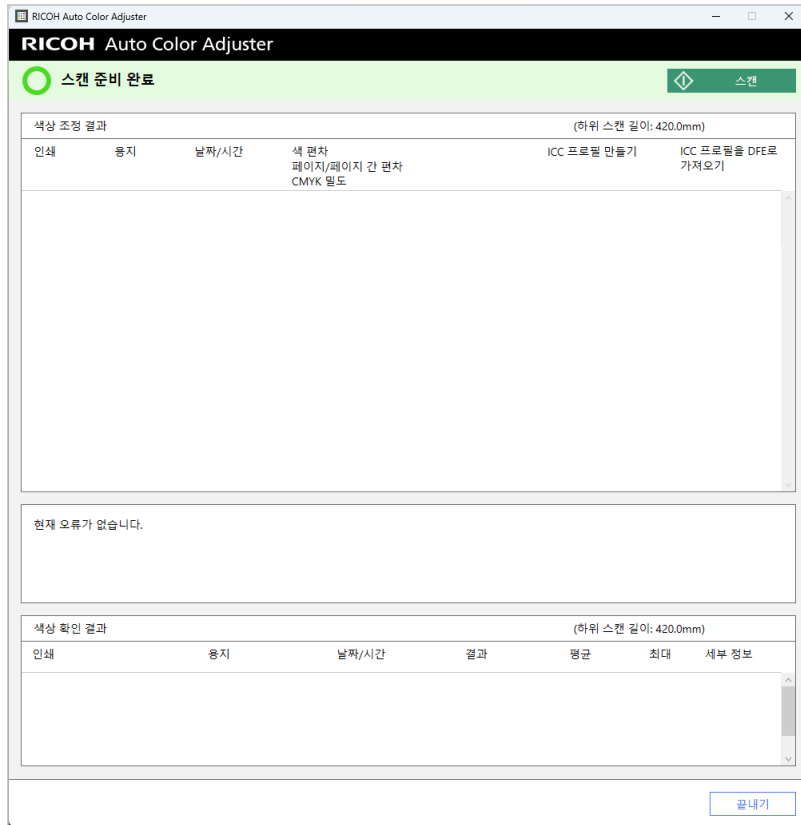 RICOH Auto Color Adjuster
RICOH Auto Color Adjuster
스캔 준비 완료
스캔
색상 조정 결과 (하위 스캔 길이: 420.0mm)
인쇄 용지 날짜/시간 색 편차 ICC 프로필 만들기 ICC 프로필을 DFE로
페이지/페이지 간 편차 가져오기
CMYK 밀도
현재 오류가 없습니다.
색상 확인 결과 (하위 스캔 길이: 420.0mm)
인쇄 용지 날짜/시간 결과 평균 최대 세부 정보
끝내기